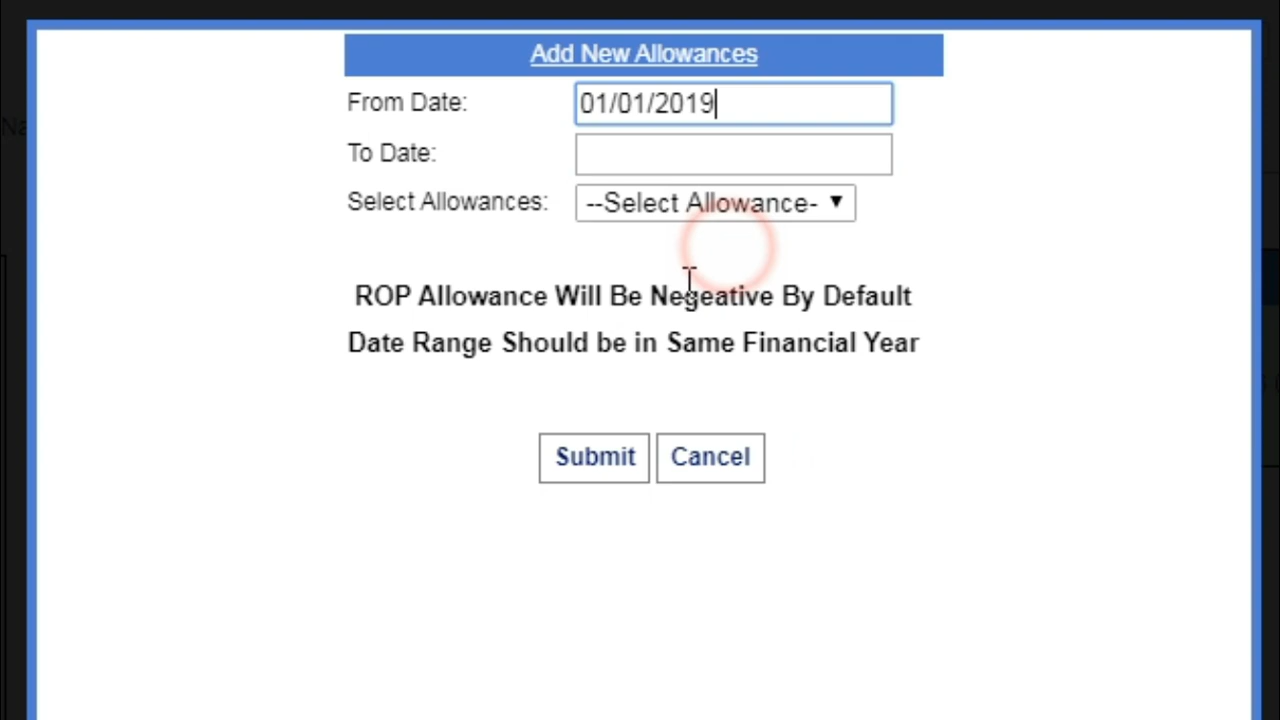 Add New Allowances
From Date: 01/01/2019
To Date:
Select Allowances: --Select Allowance-
ROP Allowance Will Be Negeative By Default
Date Range Should be in Same Financial Year
Submit Cancel